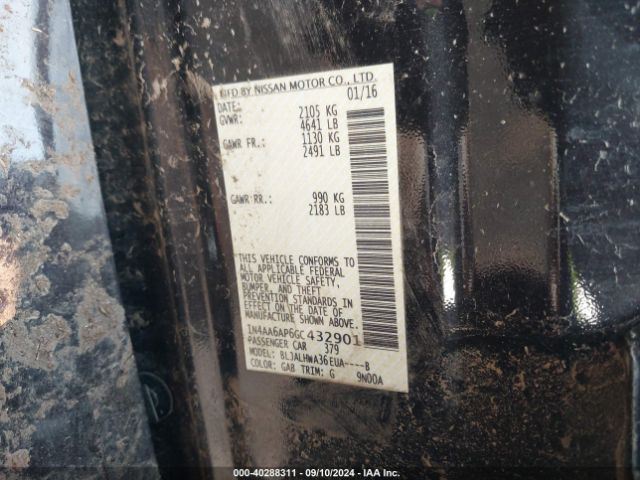 MFD BY NISSAN MOTOR CO., LTD.
DATE: 01/16
GVWR: 2105 KG
4641 LB
GAWR FR.: 1130 KG
2491 LB
GAWR RR.: 990 KG
2183 LB
THIS VEHICLE CONFORMS TO
ALL APPLICABLE FEDERAL
MOTOR VEHICLE SAFETY,
BUMPER, AND THEFT
PREVENTION STANDARDS IN
EFFECT ON THE DATE OF
MANUFACTURE SHOWN ABOVE.
1N4AA6AP6GC432901
PASSENGER CAR 379
MODEL: BLJALHWA36EUA----B
COLOR: GAB TRIM: G 9N00A
000-40288311 - 09/10/2024 - IAA Inc.